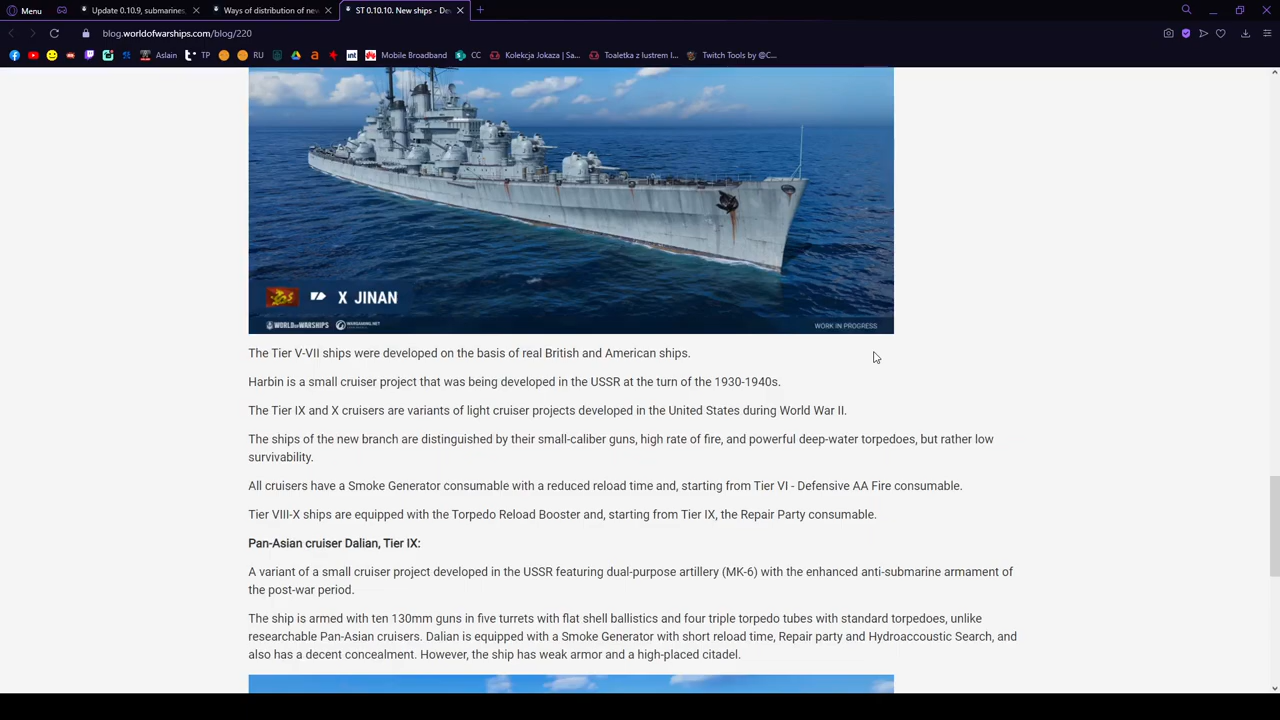 Menu
Update 0.10.9, submarines,
Ways of distribution of new
ST 0.10.10. New ships - De
blog.worldofwarships.com/blog/220
Aslain
TP
RU
int
Mobile Broadband
CC
Kolekcja Jokaza | Sa...
Toaletka z lustrem I...
Twitch Tools by @C...
X JINAN
WORLD OF WARSHIPS
WARGAMING.NET
WORK IN PROGRESS
The Tier V-VII ships were developed on the basis of real British and American ships.
Harbin is a small cruiser project that was being developed in the USSR at the turn of the 1930-1940s.
The Tier IX and X cruisers are variants of light cruiser projects developed in the United States during World War II.
The ships of the new branch are distinguished by their small-caliber guns, high rate of fire, and powerful deep-water torpedoes, but rather low
survivability.
All cruisers have a Smoke Generator consumable with a reduced reload time and, starting from Tier VI - Defensive AA Fire consumable.
Tier VIII-X ships are equipped with the Torpedo Reload Booster and, starting from Tier IX, the Repair Party consumable.
Pan-Asian cruiser Dalian, Tier IX:
A variant of a small cruiser project developed in the USSR featuring dual-purpose artillery (MK-6) with the enhanced anti-submarine armament of
the post-war period.
The ship is armed with ten 130mm guns in five turrets with flat shell ballistics and four triple torpedo tubes with standard torpedoes, unlike
researchable Pan-Asian cruisers. Dalian is equipped with a Smoke Generator with short reload time, Repair party and Hydroaccoustic Search, and
also has a decent concealment. However, the ship has weak armor and a high-placed citadel.